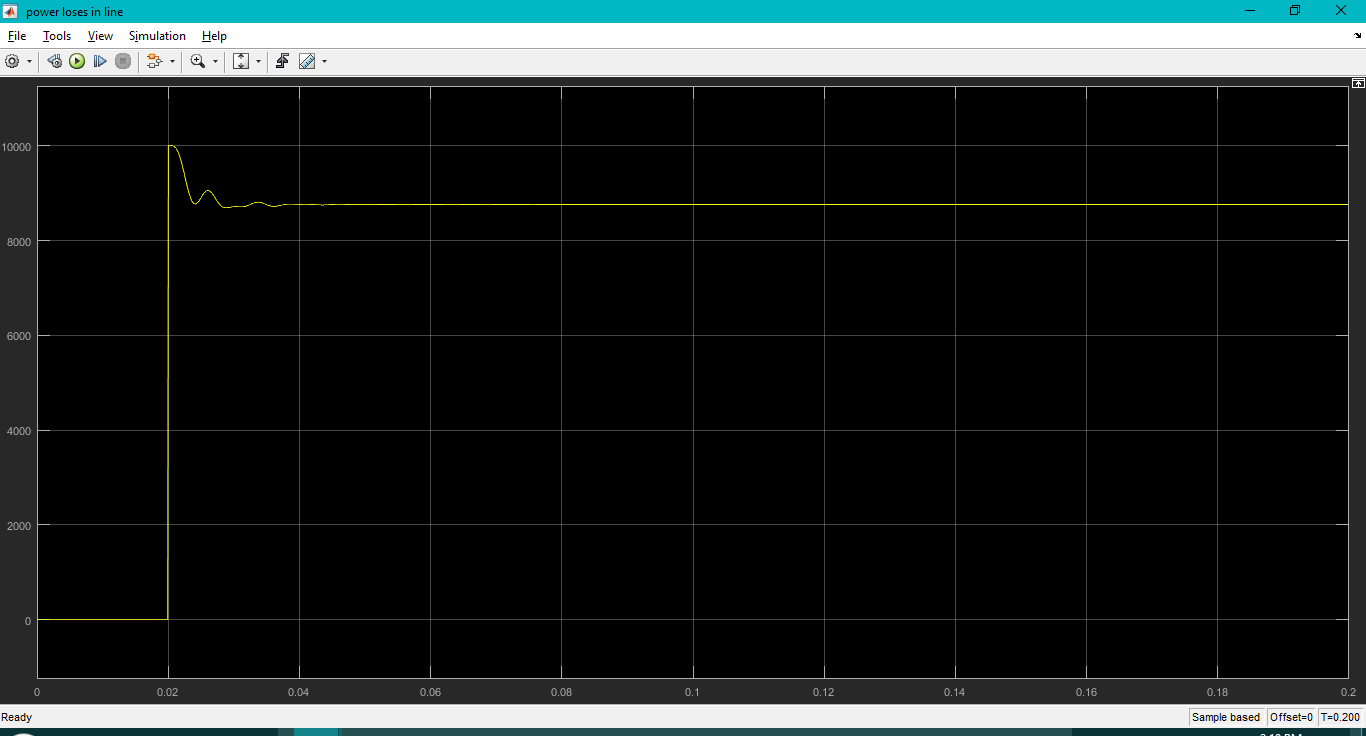 power loses in line
File Tools View Simulation Help
10000
8000
6000
4000
2000
0
0 0.02 0.04 0.06 0.08 0.1 0.12 0.14 0.16 0.18 0.2
Ready Sample based Offset=0 T=0.200